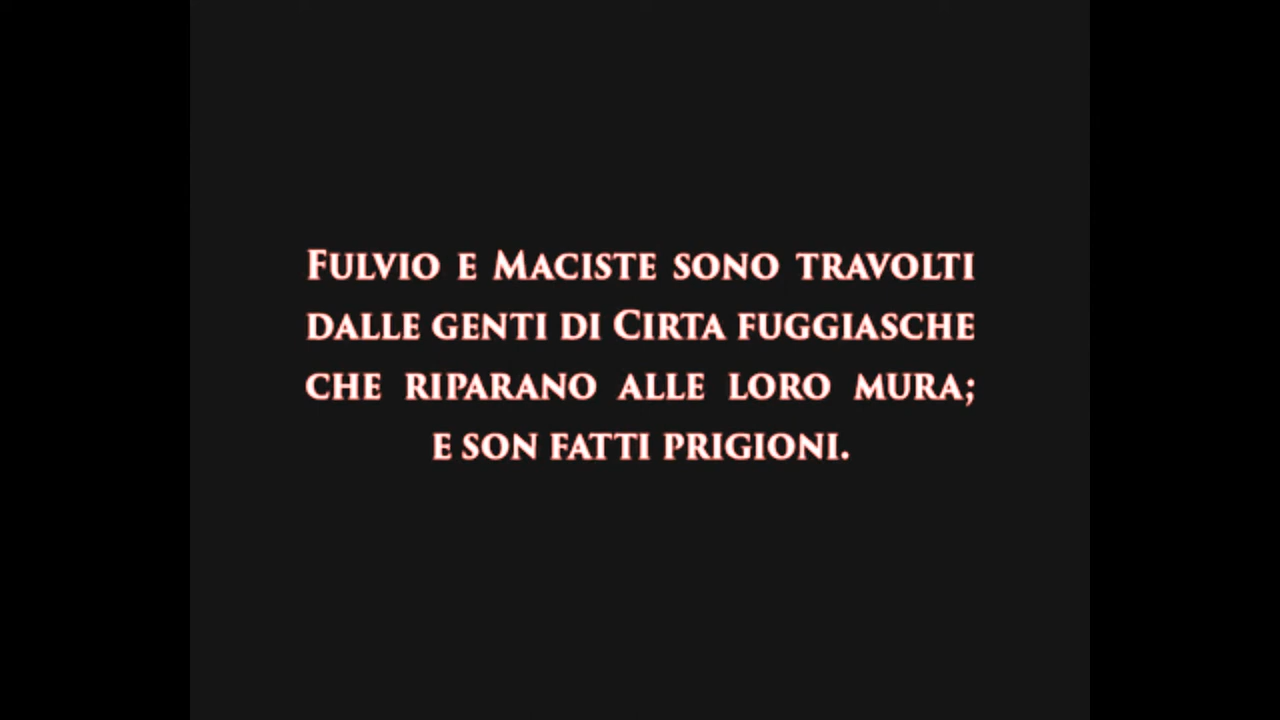 Fulvio e Maciste sono travolti
dalle genti di Cirta fuggiasche
che riparano alle loro mura;
e son fatti prigioni.